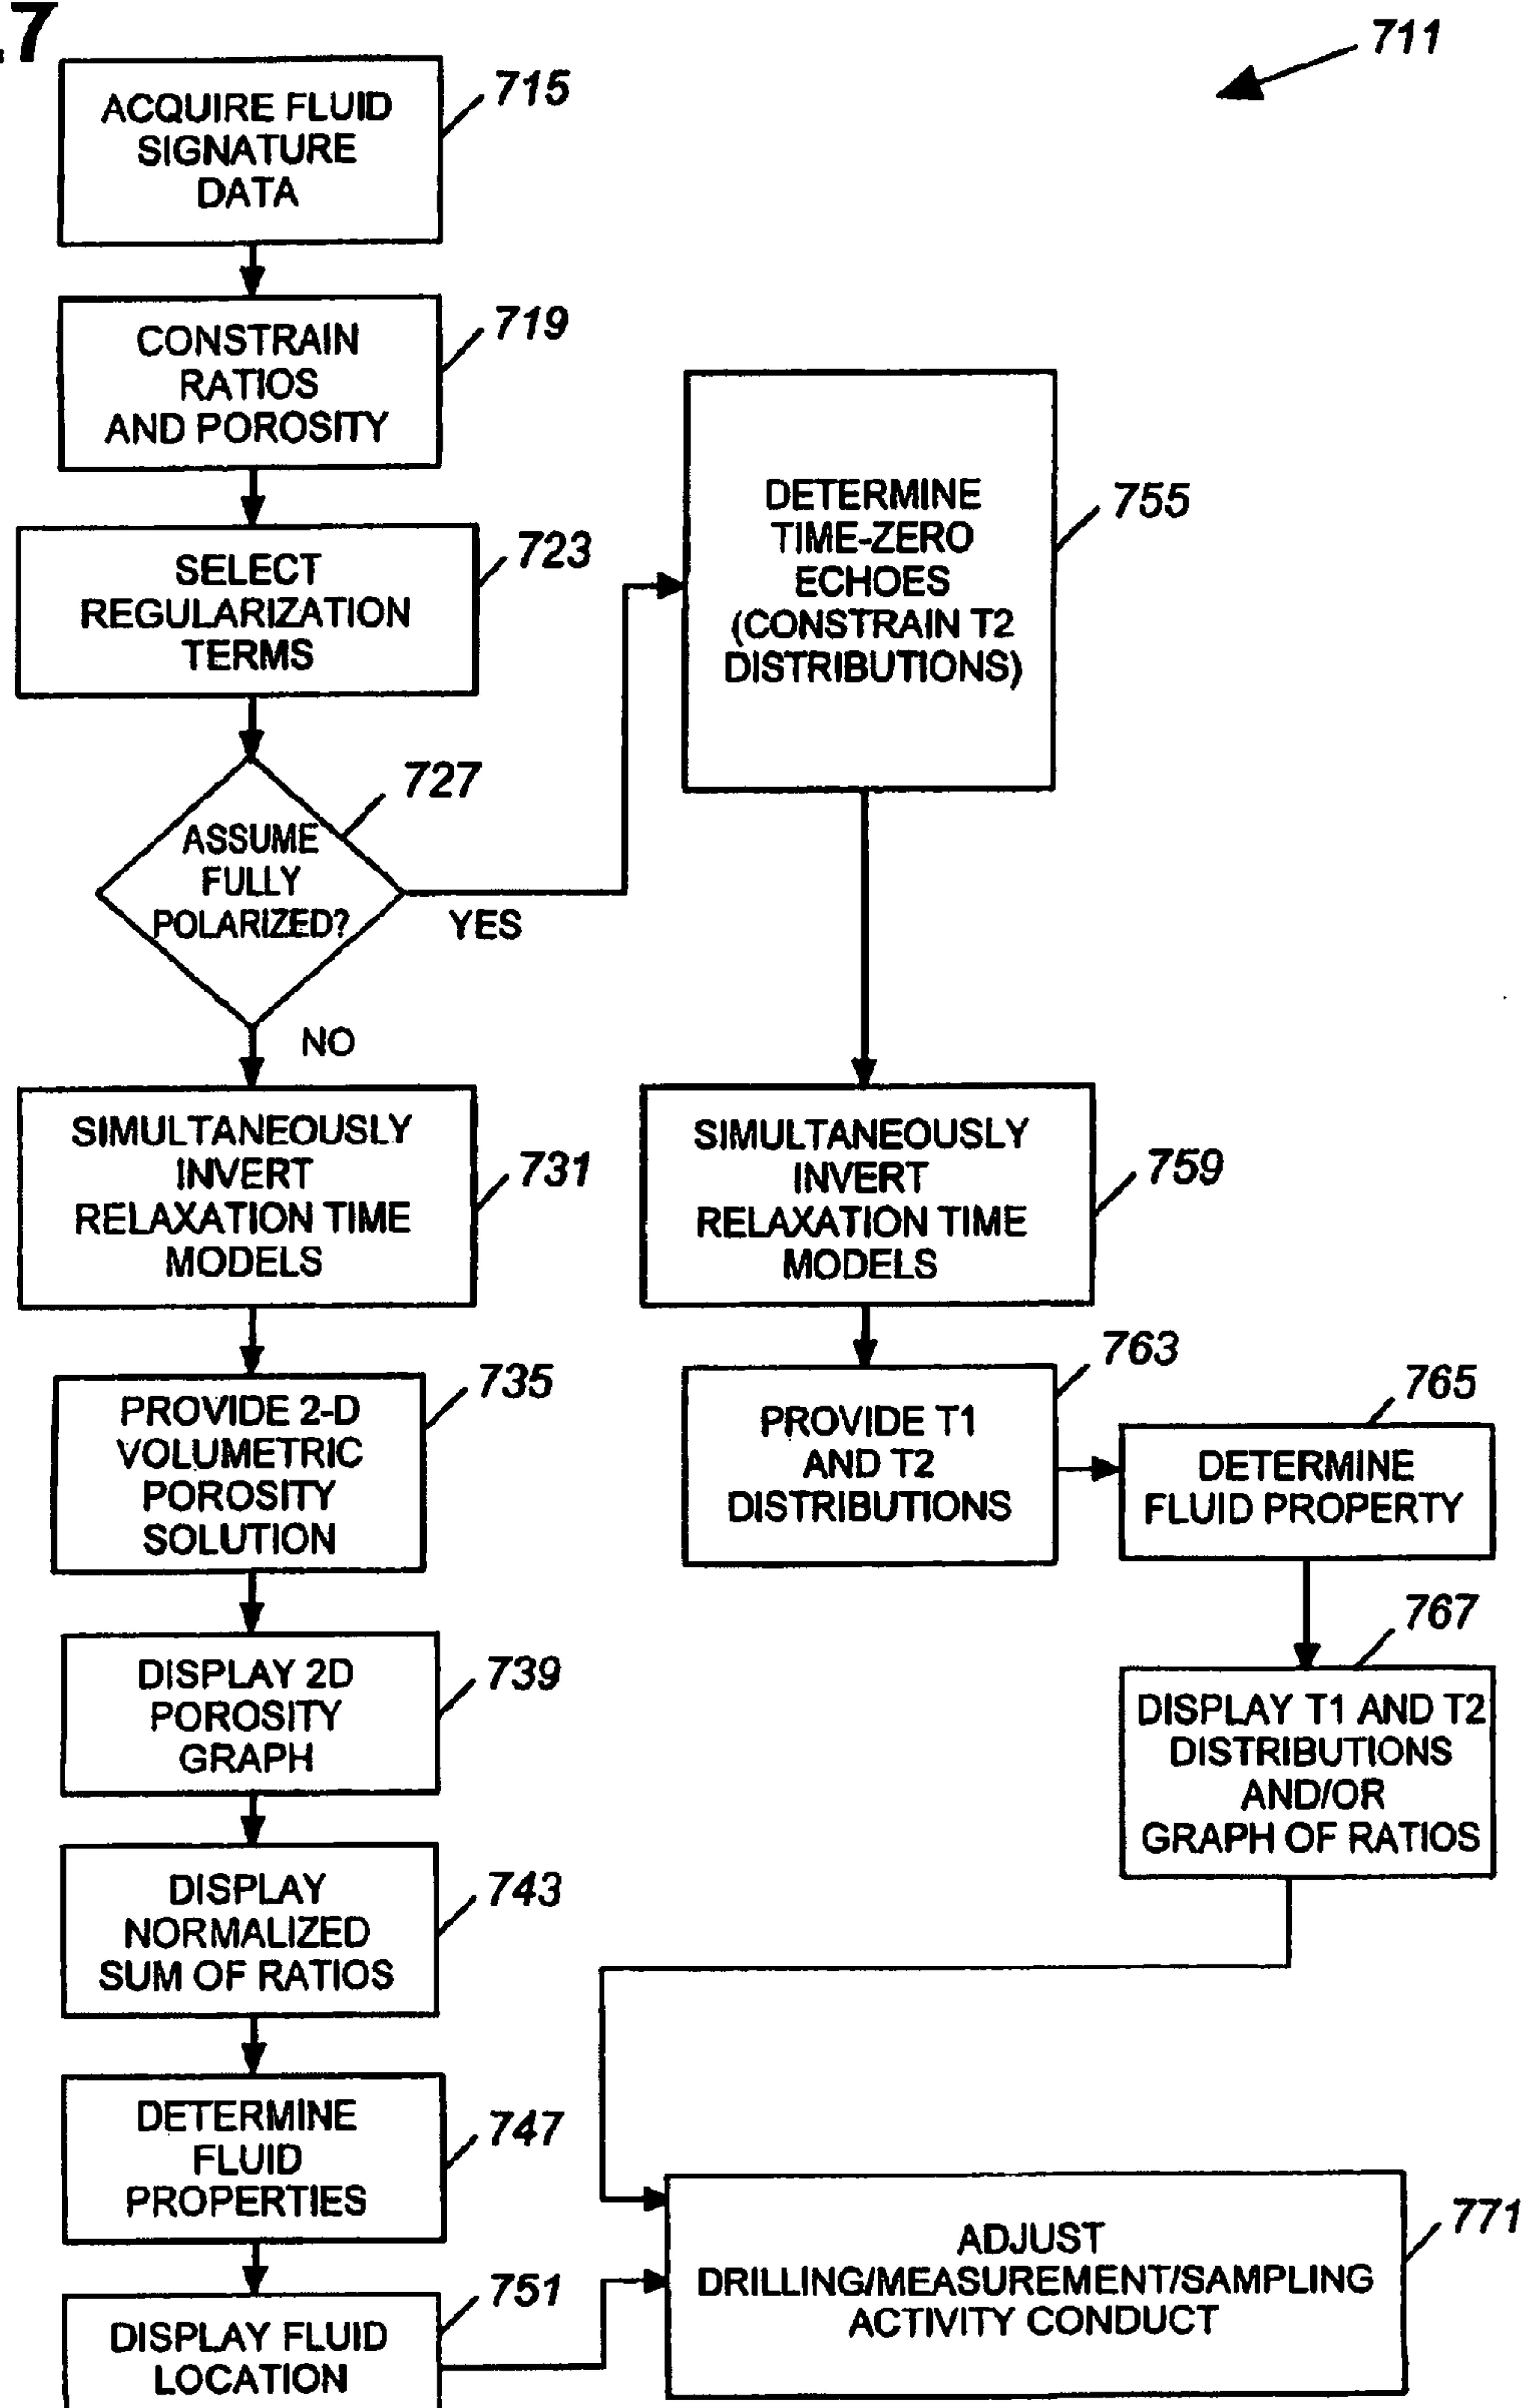 .7
711
ACQUIRE FLUID
SIGNATURE
DATA
715
CONSTRAIN
RATIOS
AND POROSITY
719
SELECT
REGULARIZATION
TERMS
723
ASSUME
FULLY
POLARIZED?
727
YES
NO
DETERMINE
TIME-ZERO
ECHOES
(CONSTRAIN T2
DISTRIBUTIONS)
755
SIMULTANEOUSLY
INVERT
RELAXATION TIME
MODELS
731
SIMULTANEOUSLY
INVERT
RELAXATION TIME
MODELS
759
PROVIDE 2-D
VOLUMETRIC
POROSITY
SOLUTION
735
PROVIDE T1
AND T2
DISTRIBUTIONS
763
DETERMINE
FLUID PROPERTY
765
DISPLAY 2D
POROSITY
GRAPH
739
DISPLAY T1 AND T2
DISTRIBUTIONS
AND/OR
GRAPH OF RATIOS
767
DISPLAY
NORMALIZED
SUM OF RATIOS
743
DETERMINE
FLUID
PROPERTIES
747
DISPLAY FLUID
LOCATION
751
ADJUST
DRILLING/MEASUREMENT/SAMPLING
ACTIVITY CONDUCT
771